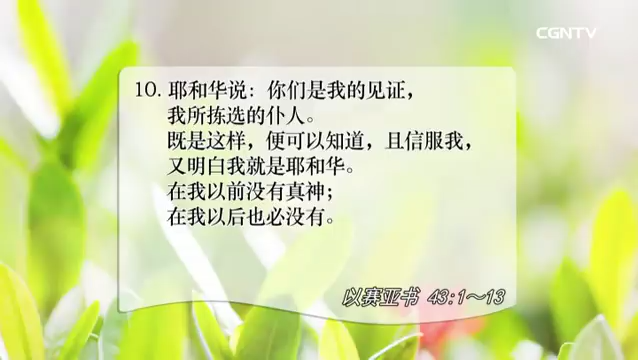 CGNTV
10. 耶和华说：你们是我的见证，
我所拣选的仆人。
既是这样，便可以知道，且信服我，
又明白我就是耶和华。
在我以前没有真神；
在我以后也必没有。
以赛亚书 43:1～13